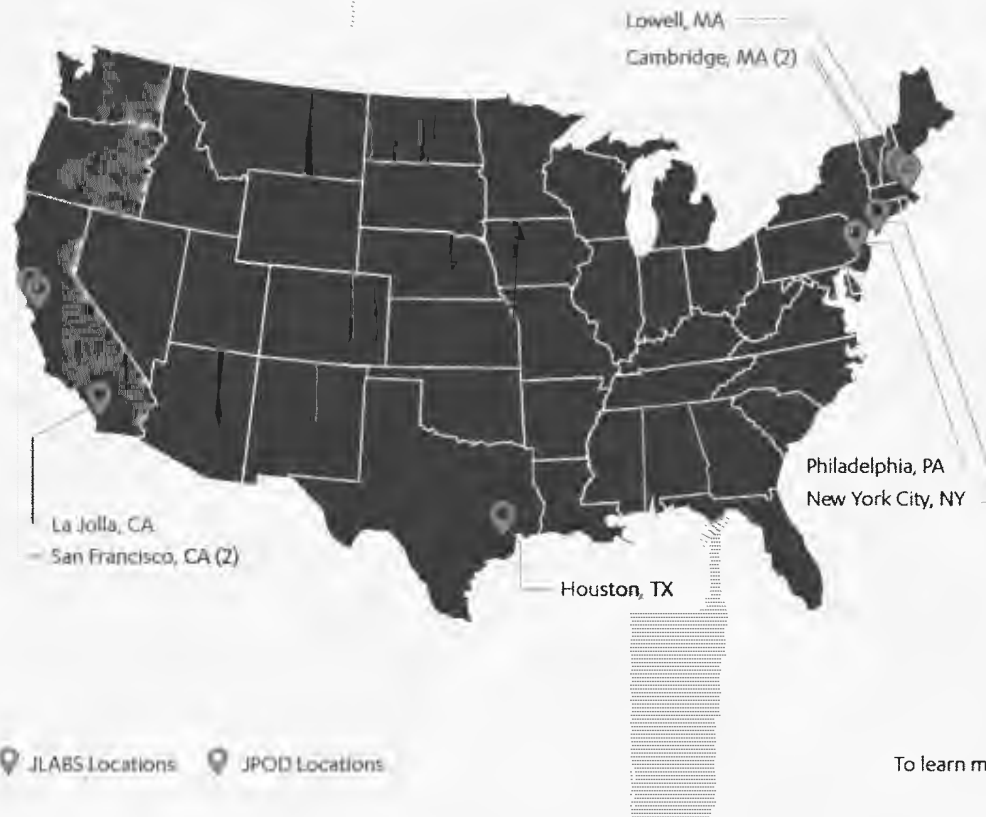 Lowell, MA
Cambridge, MA (2)
Philadelphia, PA
New York City, NY
La Jolla, CA
San Francisco, CA (2)
Houston, TX
JLABS Locations
JPOD Locations
To learn m